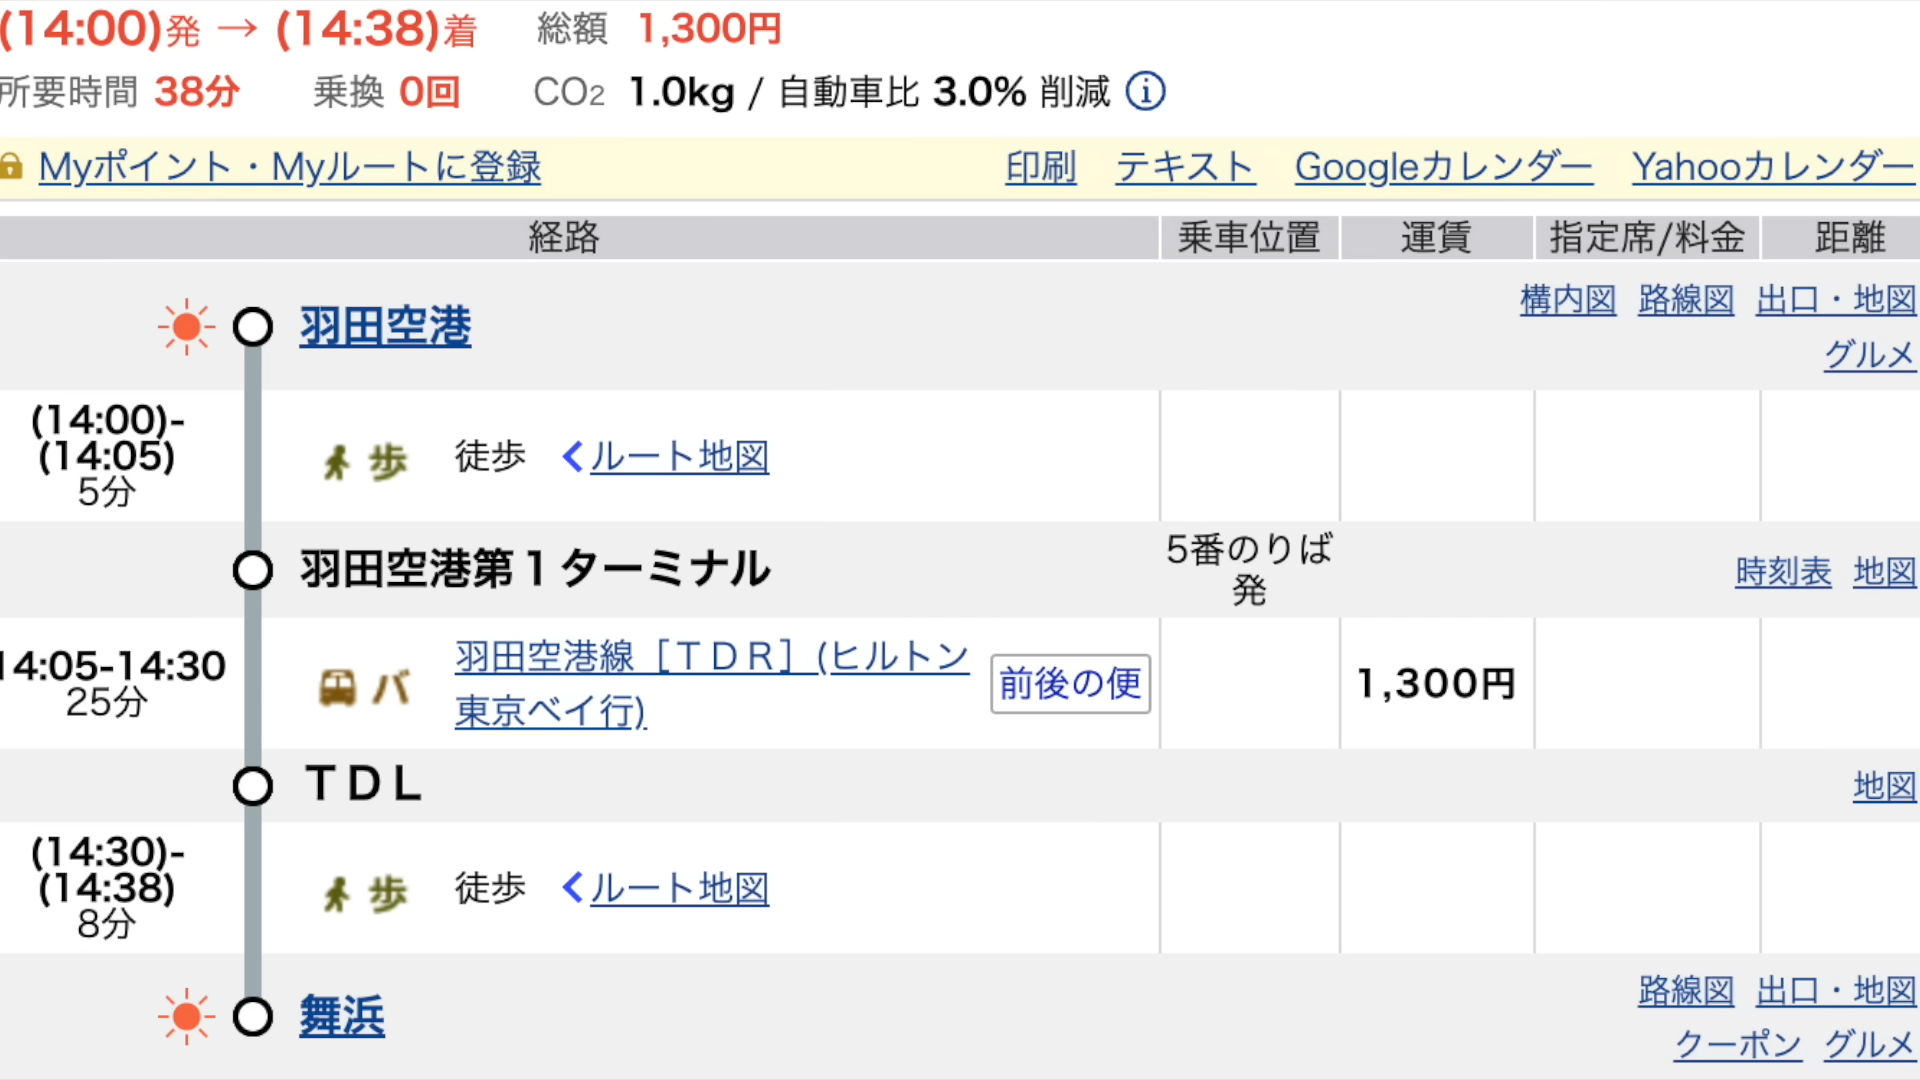 (14:00)発 → (14:38)着 総額 1,300円
所要時間 38分 乗換 0回 CO2 1.0kg / 自動車比 3.0% 削減
Myポイント・Myルートに登録 印刷 テキスト Googleカレンダー Yahooカレンダー
経路 乗車位置 運賃 指定席/料金 距離
羽田空港 構内図 路線図 出口・地図
グルメ
(14:00)-
(14:05)
5分
歩 徒歩 ルート地図
羽田空港第1ターミナル 5番のりば
発
時刻表 地図
14:05-14:30
25分
バ 羽田空港線［TDR］(ヒルトン
東京ベイ行)
前後の便 1,300円
TDL 地図
(14:30)-
(14:38)
8分
歩 徒歩 ルート地図
舞浜 路線図 出口・地図
クーポン グルメ